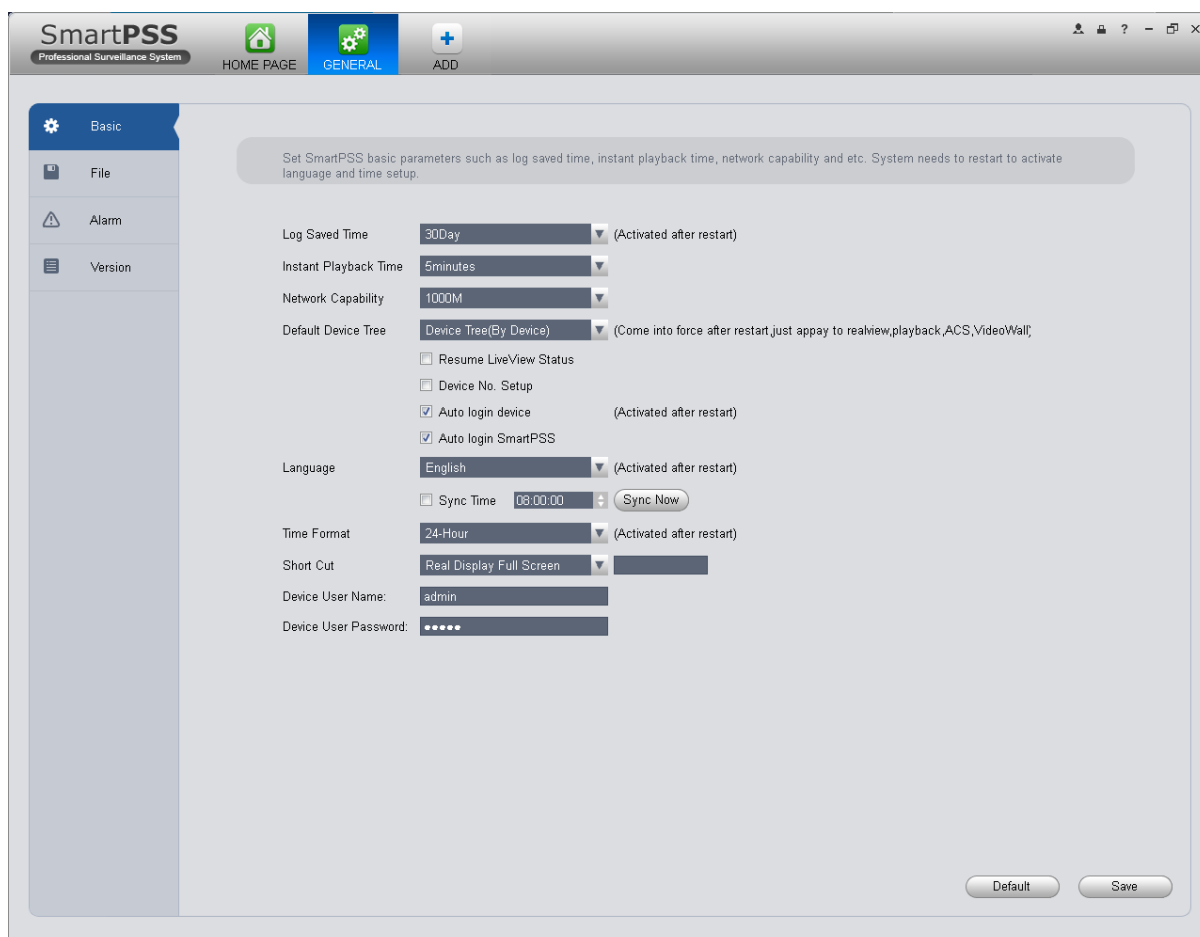 SmartPSS
Professional Surveillance System
HOME PAGE
GENERAL
ADD
?
Basic
File
Alarm
Version
Set SmartPSS basic parameters such as log saved time, instant playback time, network capability and etc. System needs to restart to activate
language and time setup.
Log Saved Time 30Day (Activated after restart)
Instant Playback Time 5minutes
Network Capability 1000M
Default Device Tree Device Tree(By Device) (Come into force after restart,just appay to realview,playback,ACS,VideoWall;
Resume LiveView Status
Device No. Setup
Auto login device (Activated after restart)
Auto login SmartPSS
Language English (Activated after restart)
Sync Time 08:00:00 Sync Now
Time Format 24-Hour (Activated after restart)
Short Cut Real Display Full Screen
Device User Name: admin
Device User Password: •••••
Default Save